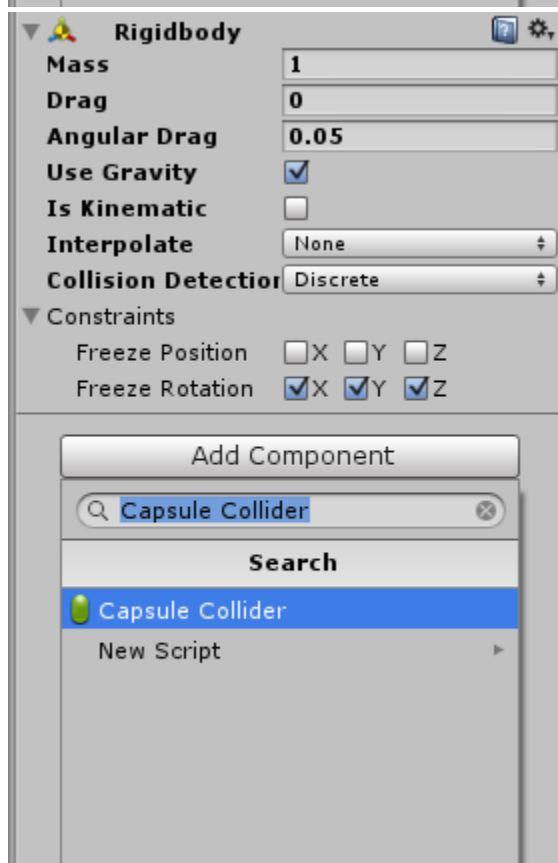 Rigidbody
Mass 1
Drag 0
Angular Drag 0.05
Use Gravity
Is Kinematic
Interpolate None
Collision Detection Discrete
Constraints
Freeze Position X Y Z
Freeze Rotation X Y Z
Add Component
Capsule Collider
Search
Capsule Collider
New Script